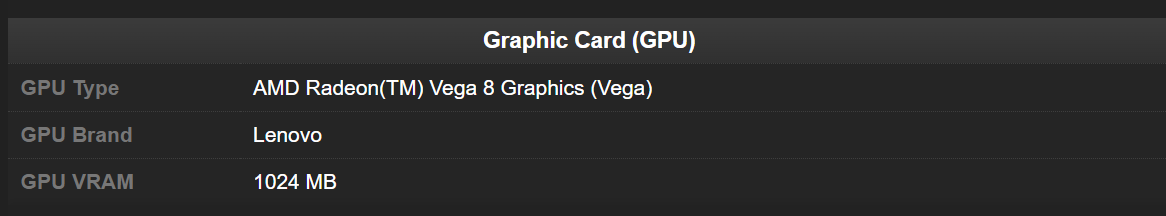 Graphic Card (GPU)
GPU Type AMD Radeon(TM) Vega 8 Graphics (Vega)
GPU Brand Lenovo
GPU VRAM 1024 MB